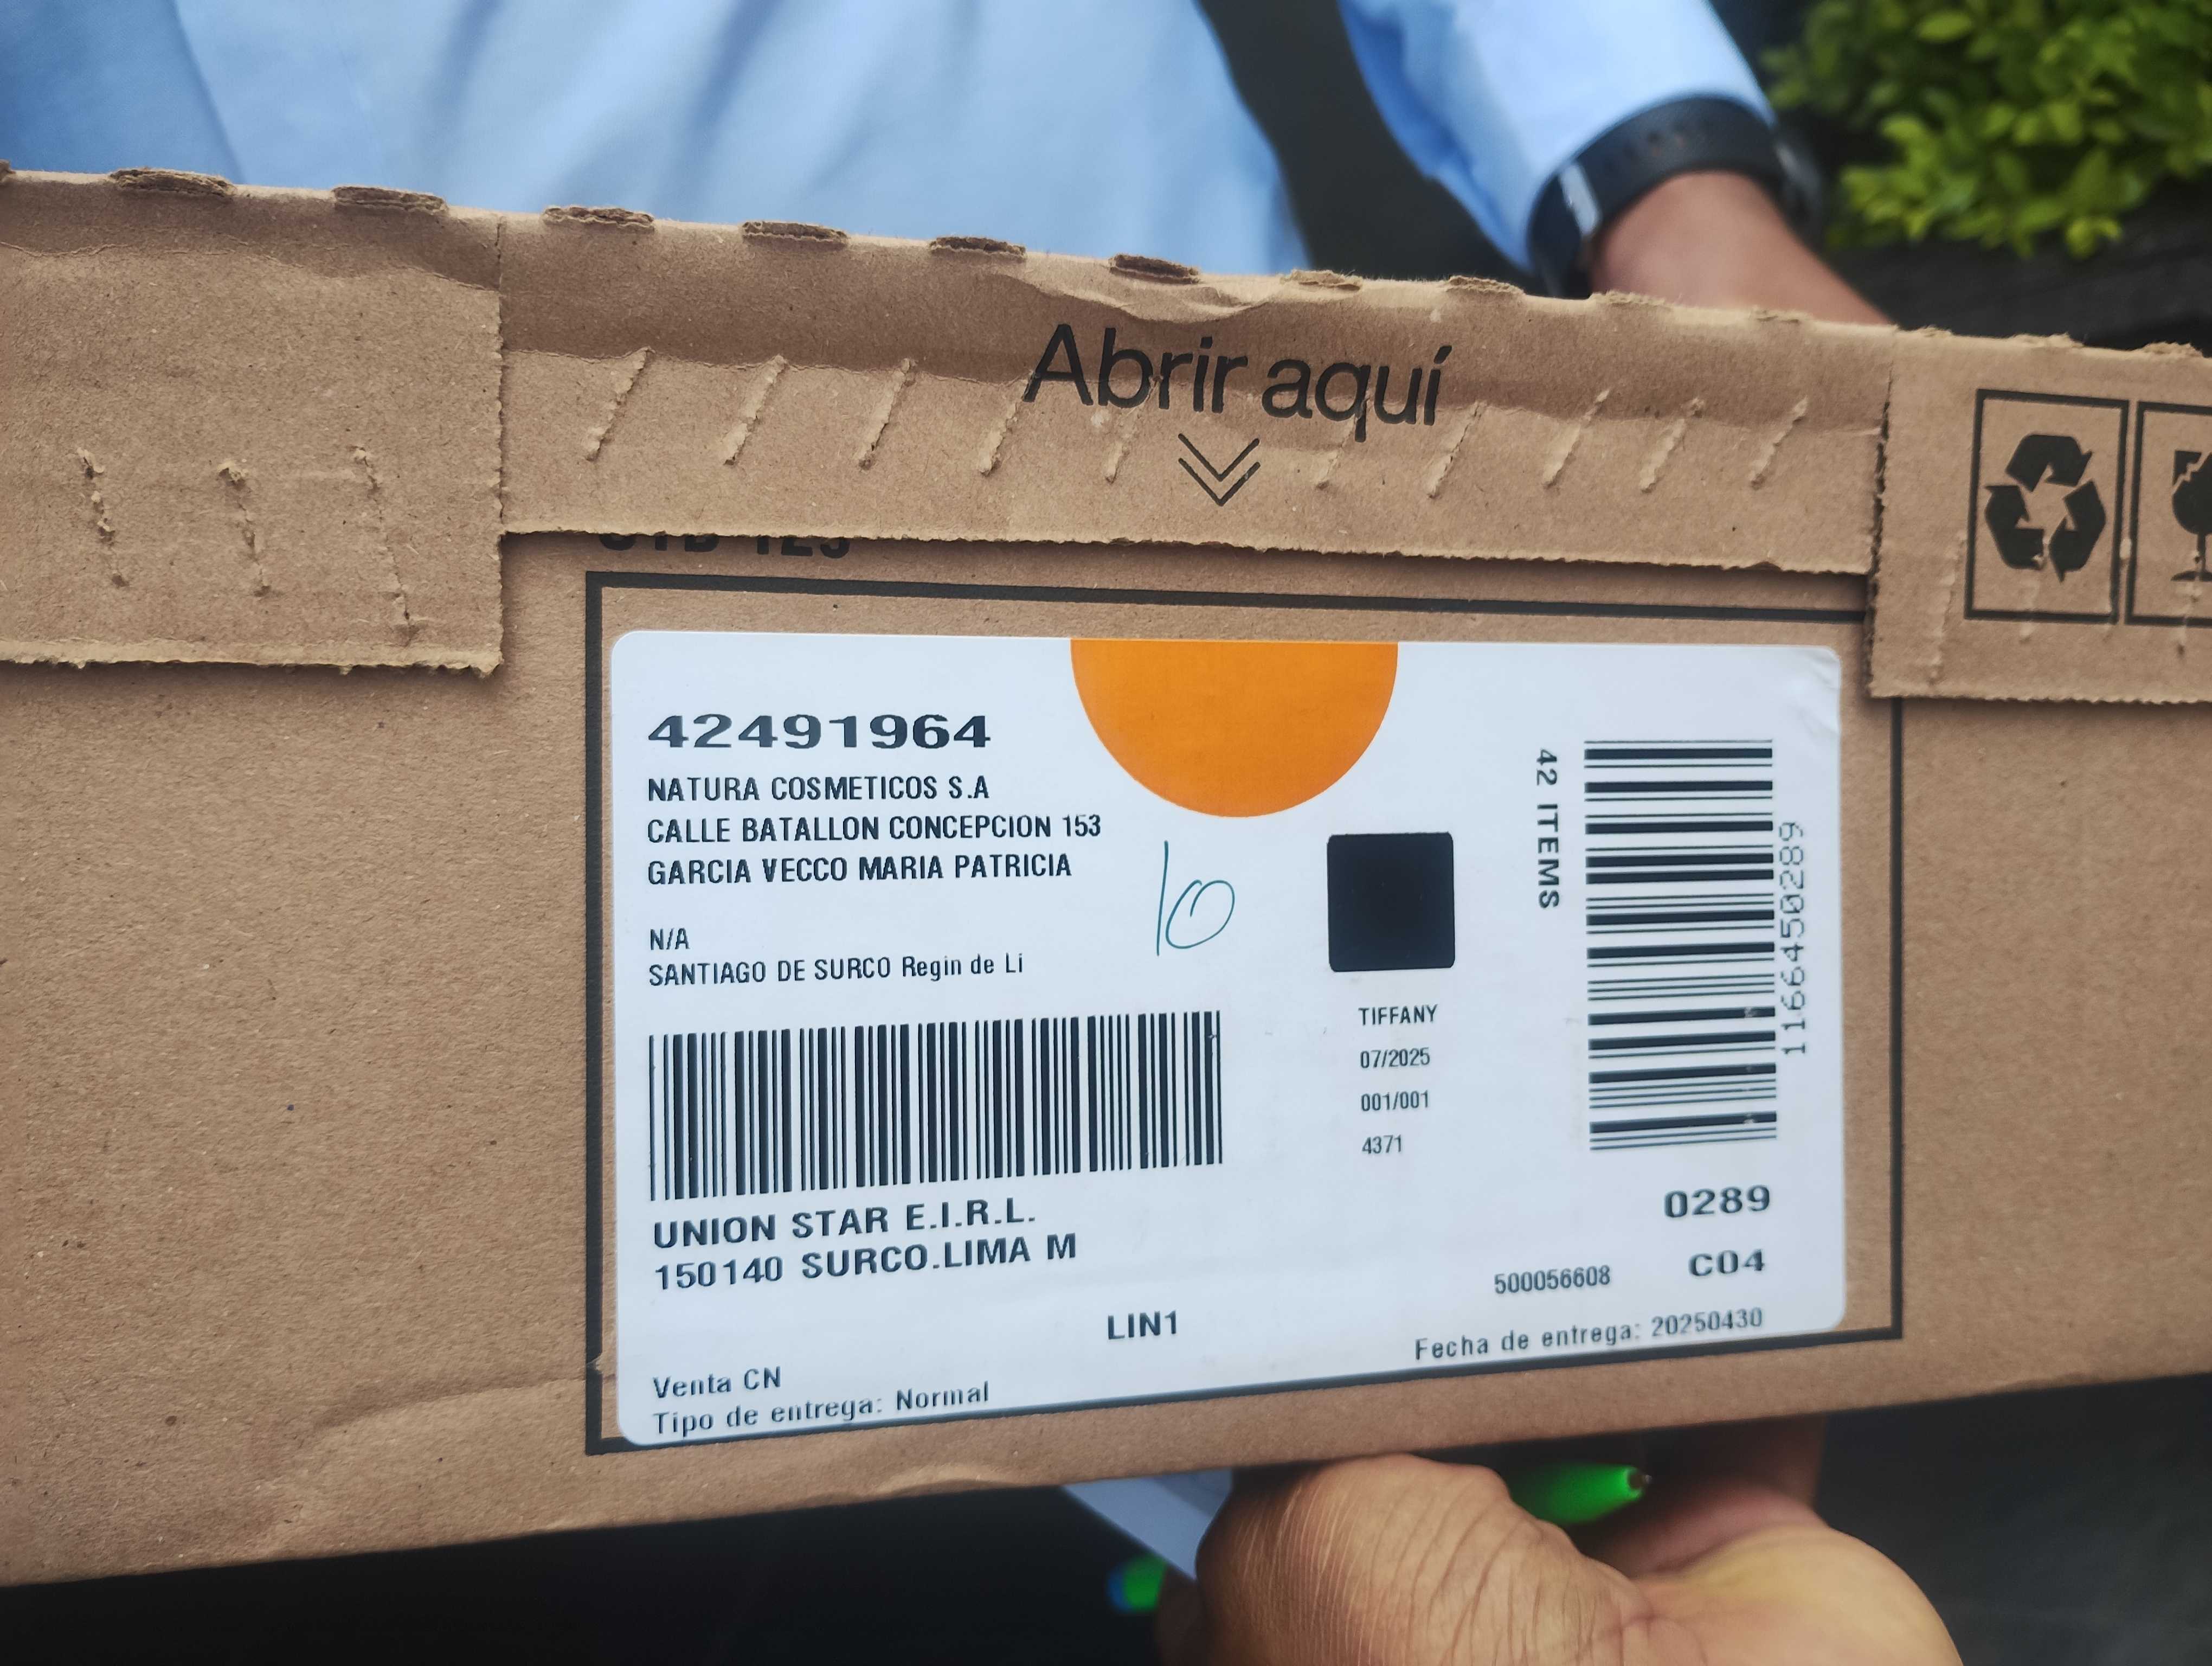 Abrir aquí
42491964
NATURA COSMETICOS S.A
CALLE BATALLON CONCEPCION 153
GARCIA VECCO MARIA PATRICIA
10
N/A
SANTIAGO DE SURCO Regin de Li
42 ITEMS
116645028９
TIFFANY
07/2025
001/001
4371
UNION STAR E.I.R.L.
150140 SURCO.LIMA M
0289
C04
500056608
LIN1
Fecha de entrega: 20250430
Venta CN
Tipo de entrega: Normal